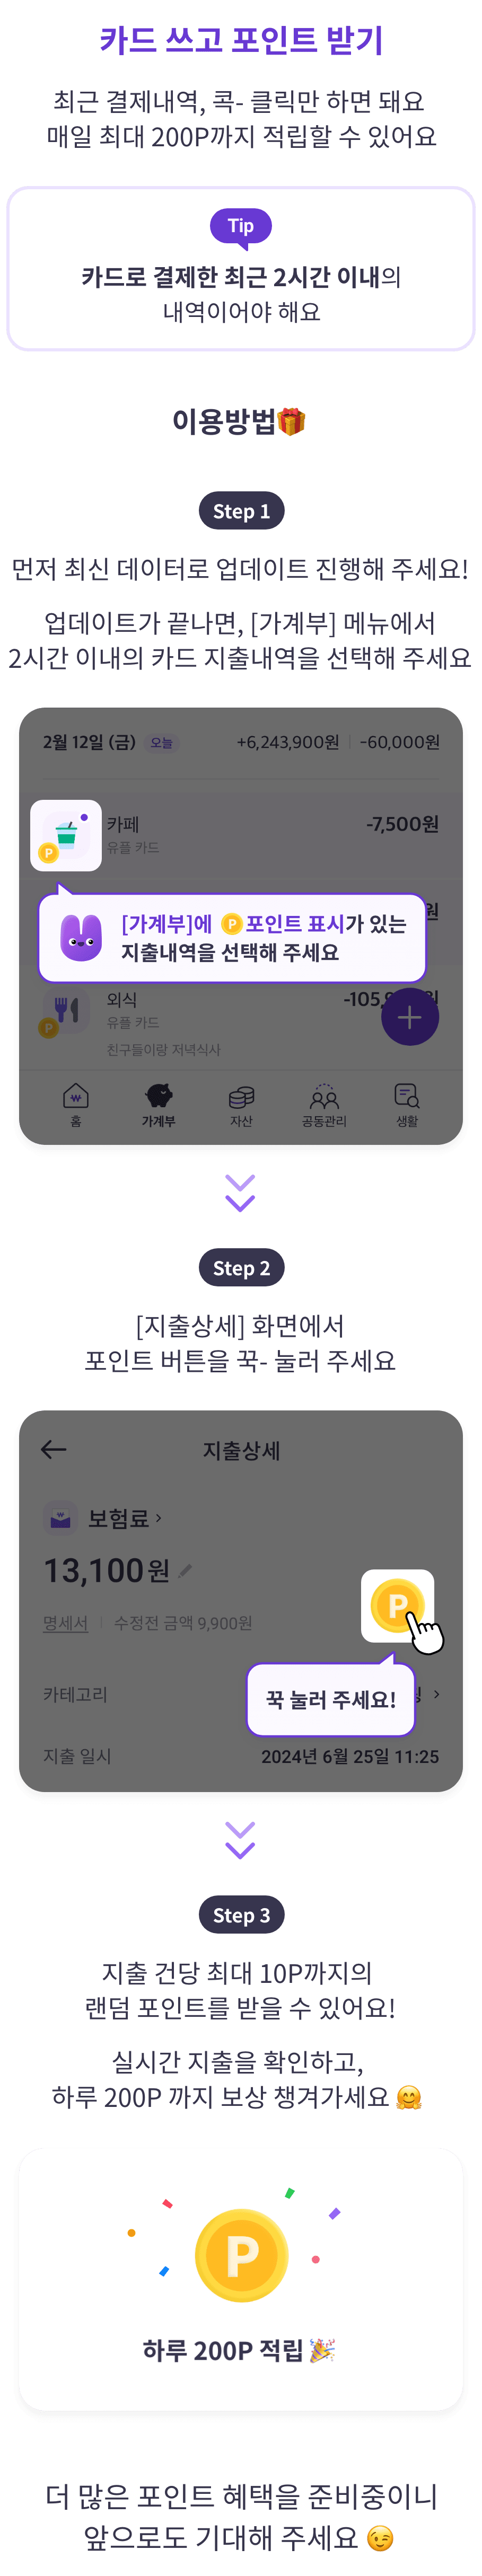 카드 쓰고 포인트 받기
최근 결제내역, 콕- 클릭만 하면 돼요
매일 최대 200P까지 적립할 수 있어요
Tip
카드로 결제한 최근 2시간 이내의
내역이어야 해요
이용방법🎁
Step 1
먼저 최신 데이터로 업데이트 진행해 주세요!
업데이트가 끝나면, [가계부] 메뉴에서
2시간 이내의 카드 지출내역을 선택해 주세요
2월 12일 (금) 오늘 +6,243,900원 | -60,000원
카페 -7,500원
P 유플 카드
원
[가계부]에 P 포인트 표시가 있는
지출내역을 선택해 주세요
외식 -105,9 원
P 유플 카드
친구들이랑 저녁식사
홈 가계부 자산 공동관리 생활
Step 2
[지출상세] 화면에서
포인트 버튼을 꾹- 눌러 주세요
지출상세
보험료 >
13,100원
P
명세서 | 수정전 금액 9,900원
꾹 눌러 주세요!
카테고리 >
지출 일시 2024년 6월 25일 11:25
Step 3
지출 건당 최대 10P까지의
랜덤 포인트를 받을 수 있어요!
실시간 지출을 확인하고,
하루 200P 까지 보상 챙겨가세요 🤗
P
하루 200P 적립 🎉
더 많은 포인트 혜택을 준비중이니
앞으로도 기대해 주세요 😉